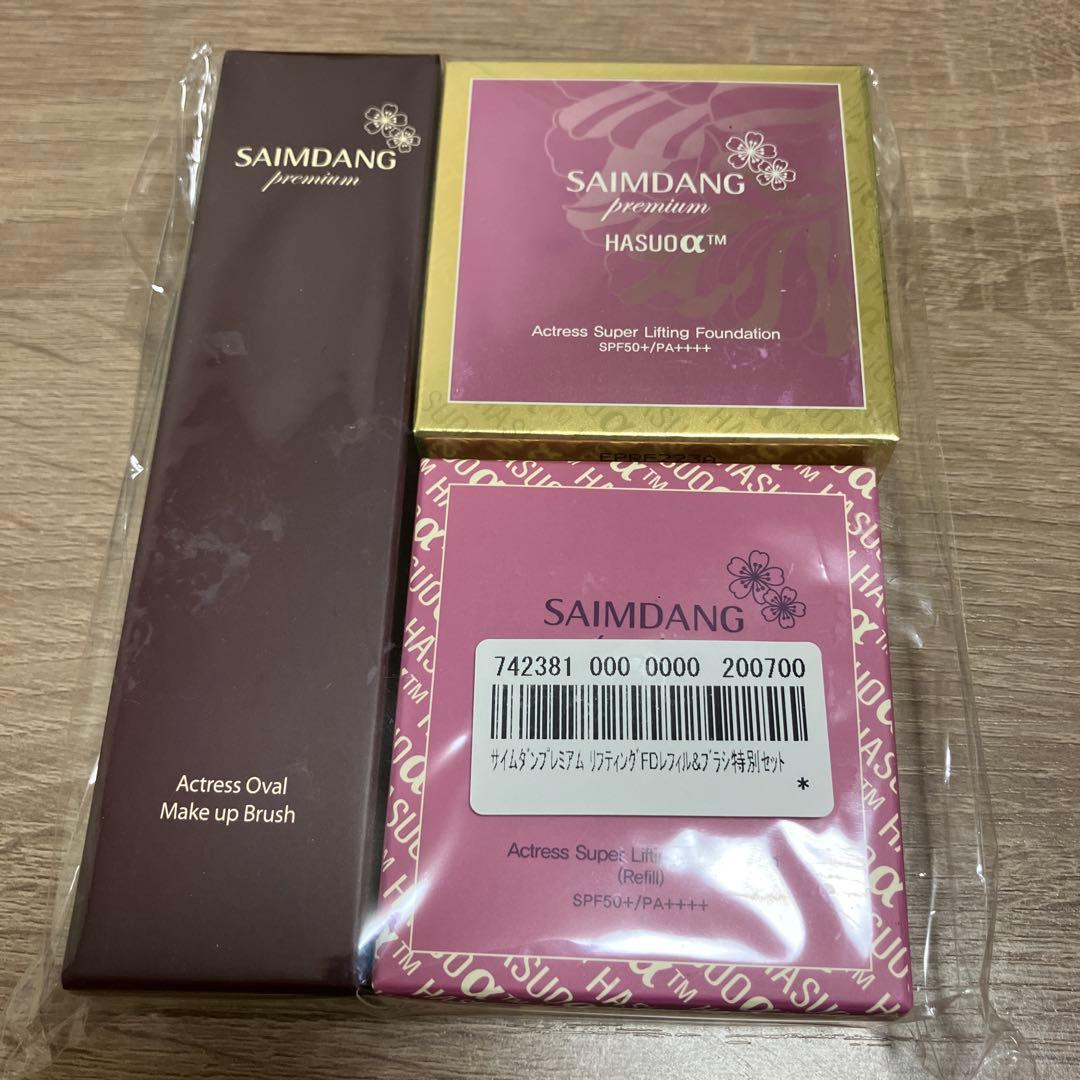 SAIMDANG
premium
Actress Oval
Make up Brush
SAIMDANG
premium
HASUOα™
Actress Super Lifting Foundation
SPF50+/PA++++
EPRF223A
SAIMDANG
742381 000 0000 200700
サイムダンプレミアム リフティングFDレフィル&ブラシ特別セット
*
Actress Super Lifti
(Refill)
SPF50+/PA++++
HASUOα™